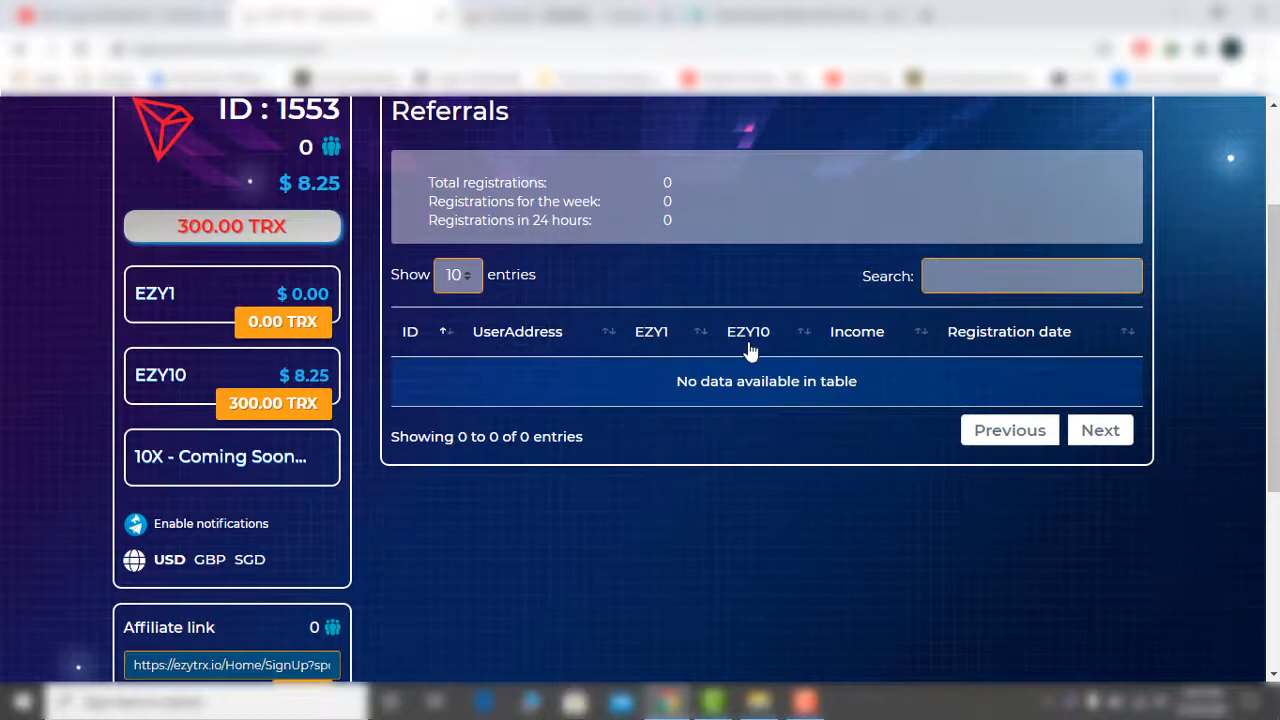 ID : 1553
0
$ 8.25
300.00 TRX
EZY1
$ 0.00
0.00 TRX
EZY10
$ 8.25
300.00 TRX
10X - Coming Soon...
Enable notifications
USD GBP SGD
Affiliate link
0
https://ezytrx.io/Home/SignUp?sp
Referrals
Total registrations: 0
Registrations for the week: 0
Registrations in 24 hours: 0
Show 10 entries
Search:
ID UserAddress EZY1 EZY10 Income Registration date
No data available in table
Showing 0 to 0 of 0 entries
Previous Next